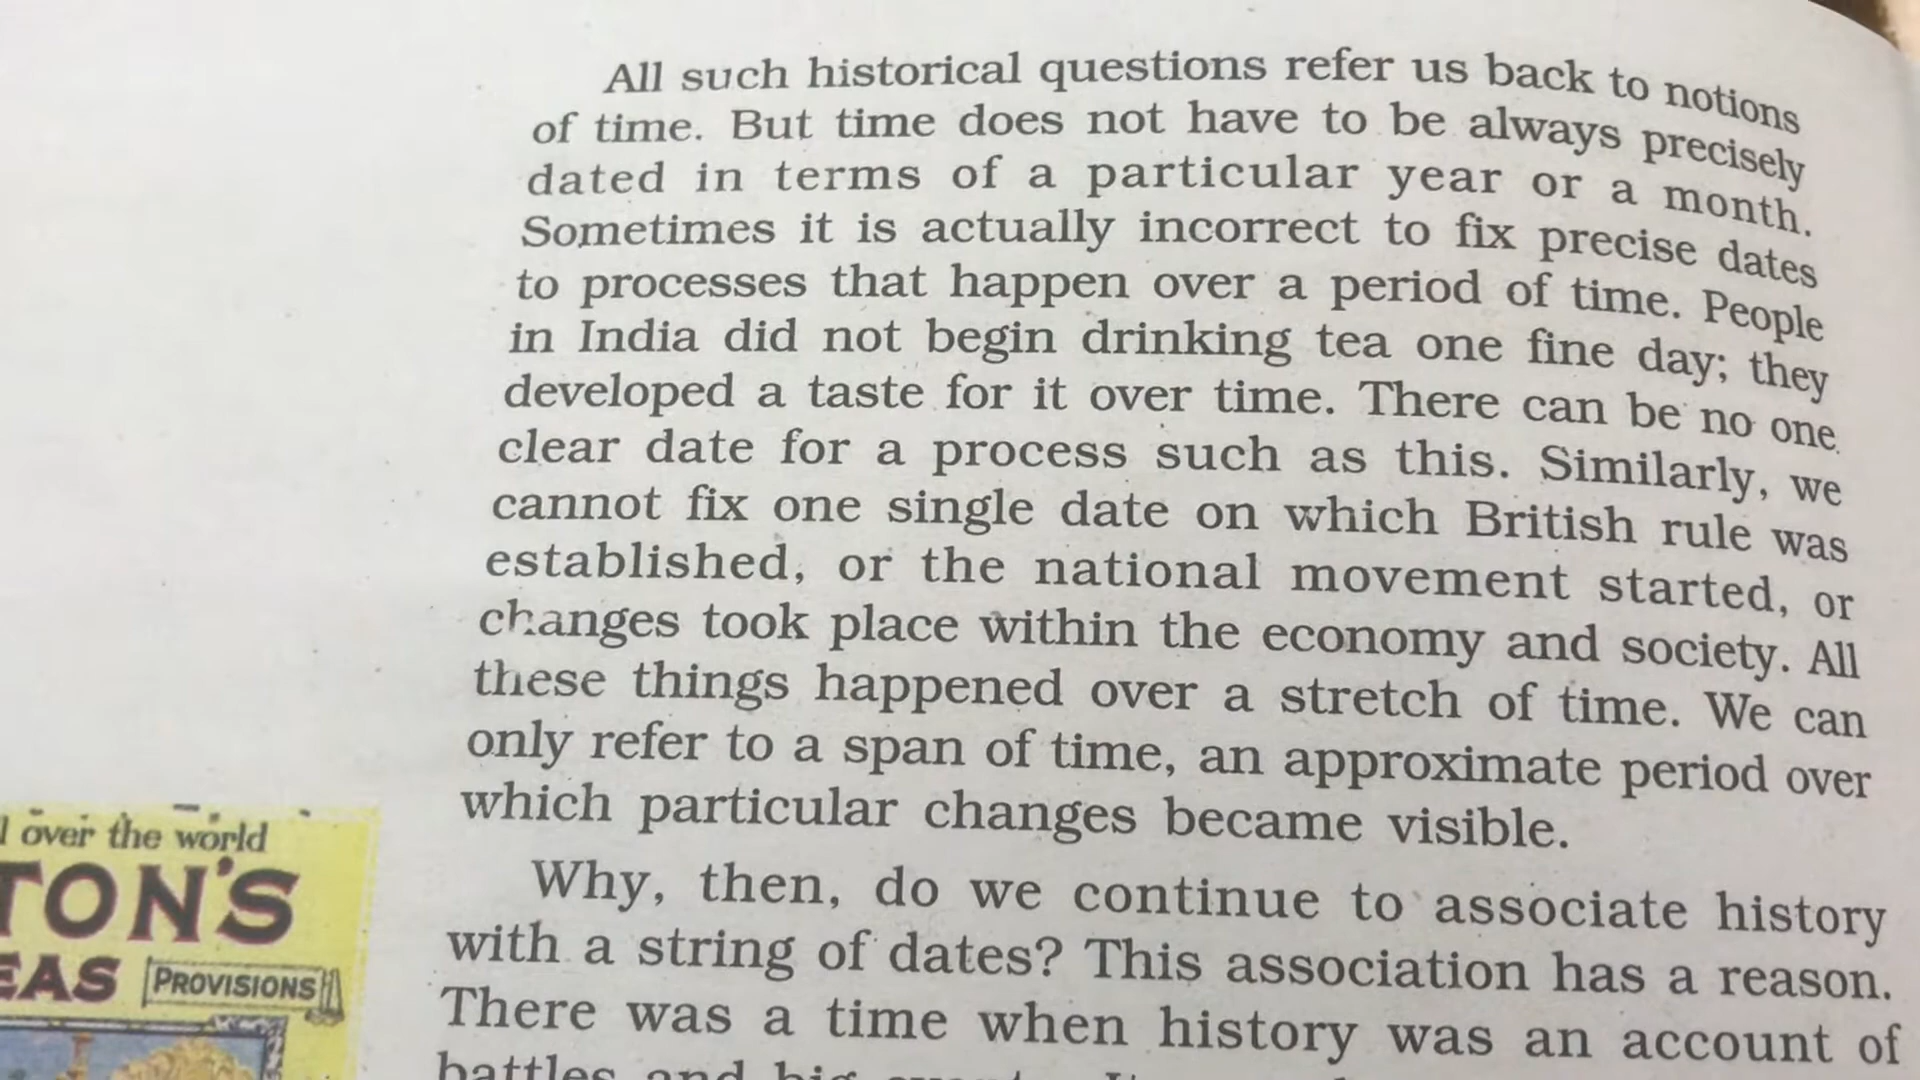 All such historical questions refer us back to notions
of time. But time does not have to be always precisely
dated in terms of a particular year or a month.
Sometimes it is actually incorrect to fix precise dates
to processes that happen over a period of time. People
in India did not begin drinking tea one fine day; they
developed a taste for it over time. There can be no one
clear date for a process such as this. Similarly, we
cannot fix one single date on which British rule was
established, or the national movement started, or
changes took place within the economy and society. All
these things happened over a stretch of time. We can
only refer to a span of time, an approximate period over
which particular changes became visible.
Why, then, do we continue to associate history
with a string of dates? This association has a reason.
There was a time when history was an account of
battles and big
over the world
TON'S
EAS PROVISIONS